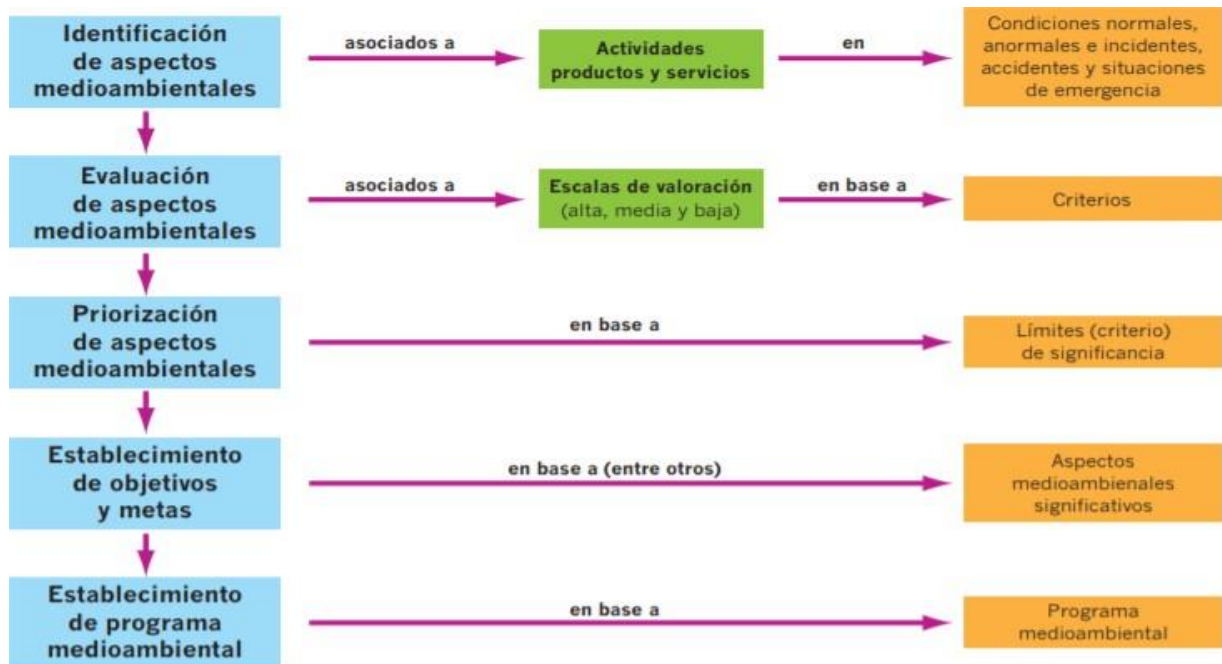 Identificación
de aspectos
medioambientales
asociados a
Actividades
productos y servicios
en
Condiciones normales,
anormales e incidentes,
accidentes y situaciones
de emergencia
Evaluación
de aspectos
medioambientales
asociados a
Escalas de valoración
(alta, media y baja)
en base a
Criterios
Priorización
de aspectos
medioambientales
en base a
Límites (criterio)
de significancia
Establecimiento
de objetivos
y metas
en base a (entre otros)
Aspectos
medioambienales
significativos
Establecimiento
de programa
medioambiental
en base a
Programa
medioambiental